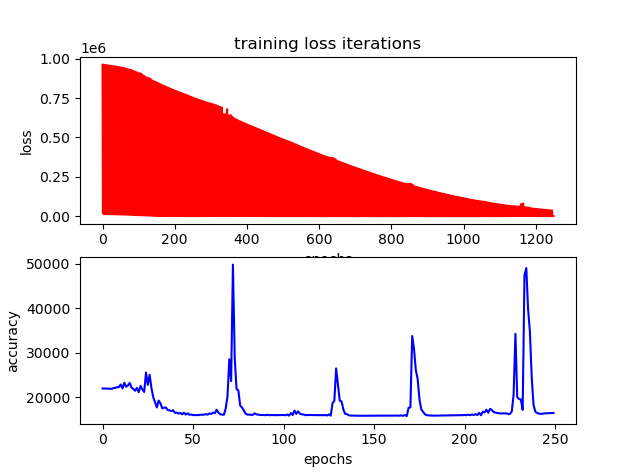 training loss iterations
1e6
1.00
0.75
0.50
0.25
0.00
loss
0 200 400 600 800 1000 1200
epochs
50000
40000
30000
20000
accuracy
0 50 100 150 200 250
epochs